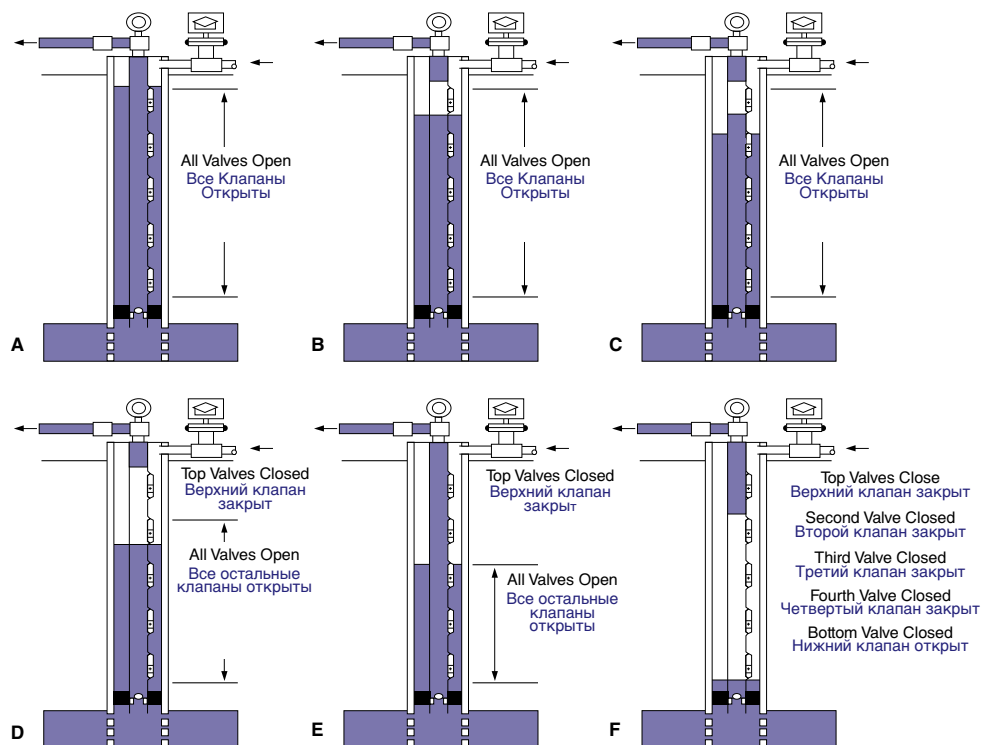 All Valves Open
Все Клапаны
Открыты
A
All Valves Open
Все Клапаны
Открыты
B
All Valves Open
Все Клапаны
Открыты
C
Top Valves Closed
Верхний клапан
закрыт
All Valves Open
Все остальные
клапаны открыты
D
Top Valves Closed
Верхний клапан
закрыт
All Valves Open
Все остальные
клапаны
открыты
E
Top Valves Close
Верхний клапан закрыт
Second Valve Closed
Второй клапан закрыт
Third Valve Closed
Третий клапан закрыт
Fourth Valve Closed
Четвертый клапан закрыт
Bottom Valve Closed
Нижний клапан открыт
F